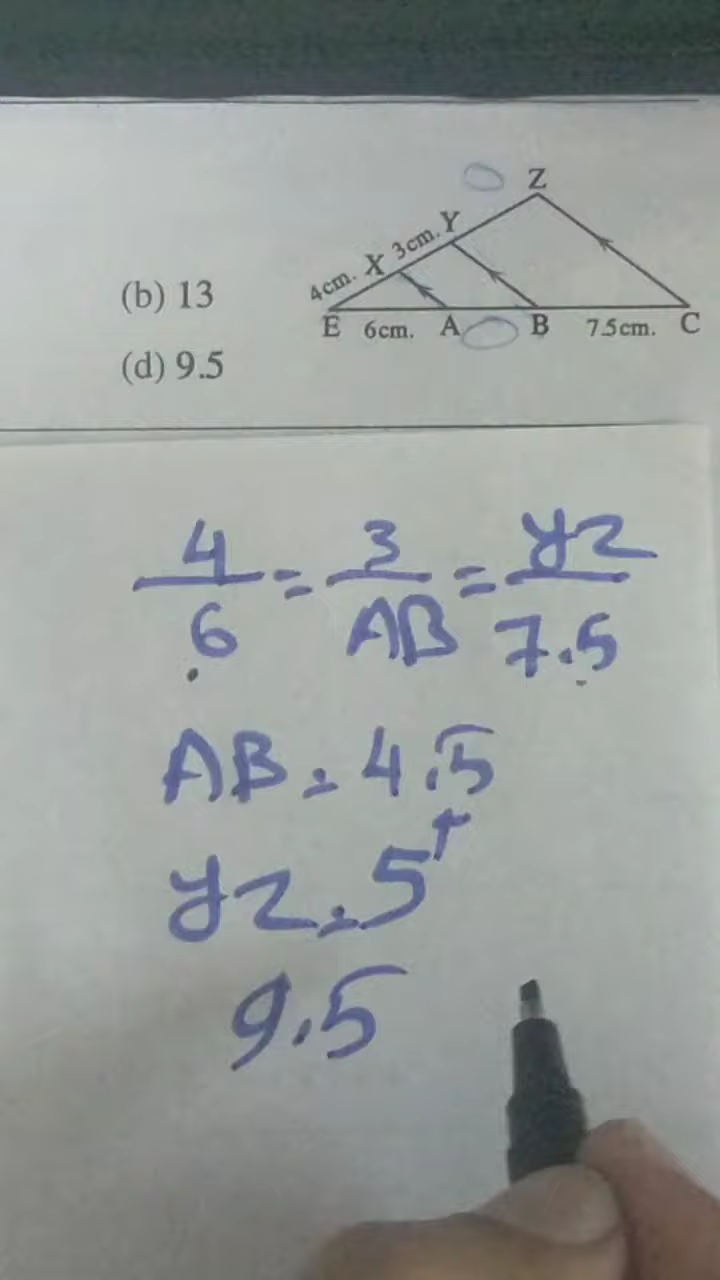 Z
4cm. X 3cm. Y
(b) 13
E 6cm. A B 7.5cm. C
(d) 9.5
4/6 = 3/AB = yz/7.5
AB = 4.5
+
yz = 5
9.5